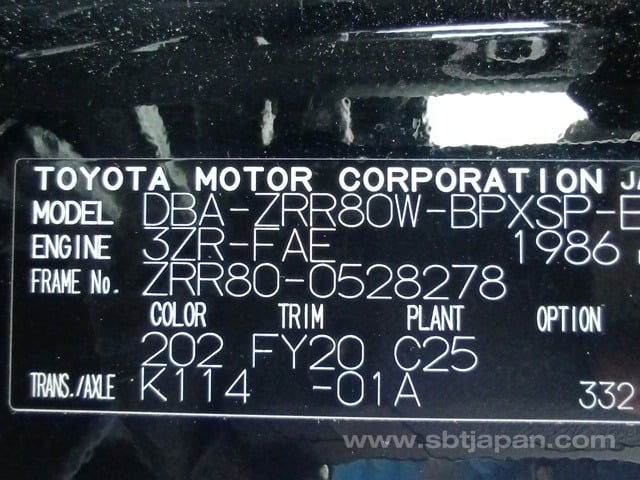 TOYOTA MOTOR CORPORATION JA
MODEL DBA-ZRR80W-BPXSP-E
ENGINE 3ZR-FAE 1986
FRAME No. ZRR80-0528278
COLOR TRIM PLANT OPTION
202 FY20 C25
TRANS./AXLE K114 -01A 332
www.sbtjapan.com